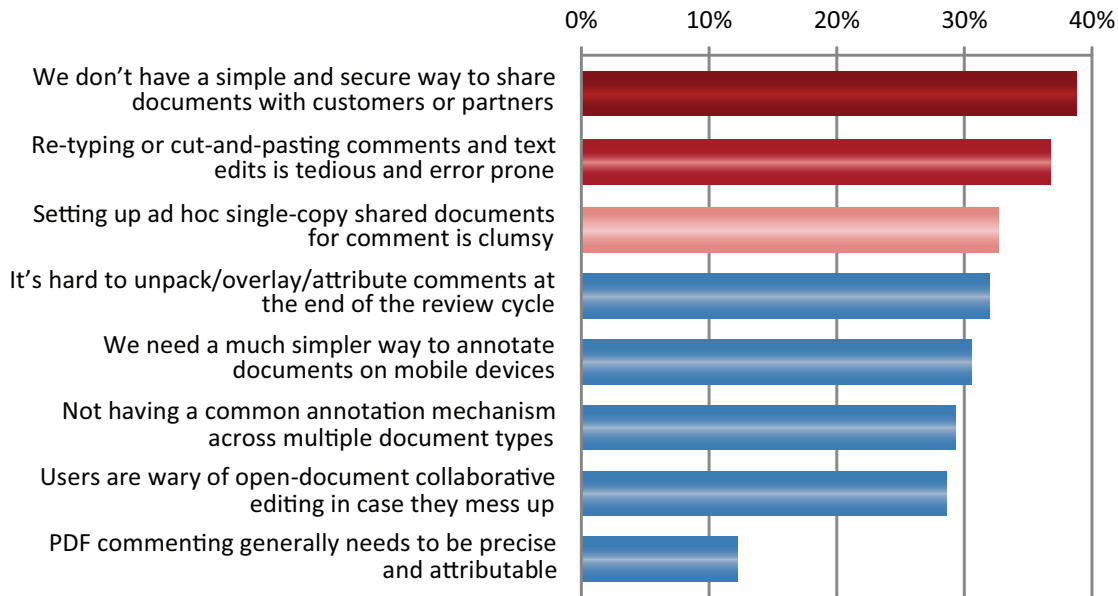 0% 10% 20% 30% 40%
We don’t have a simple and secure way to share
documents with customers or partners
Re-typing or cut-and-pasting comments and text
edits is tedious and error prone
Setting up ad hoc single-copy shared documents
for comment is clumsy
It’s hard to unpack/overlay/attribute comments at
the end of the review cycle
We need a much simpler way to annotate
documents on mobile devices
Not having a common annotation mechanism
across multiple document types
Users are wary of open-document collaborative
editing in case they mess up
PDF commenting generally needs to be precise
and attributable